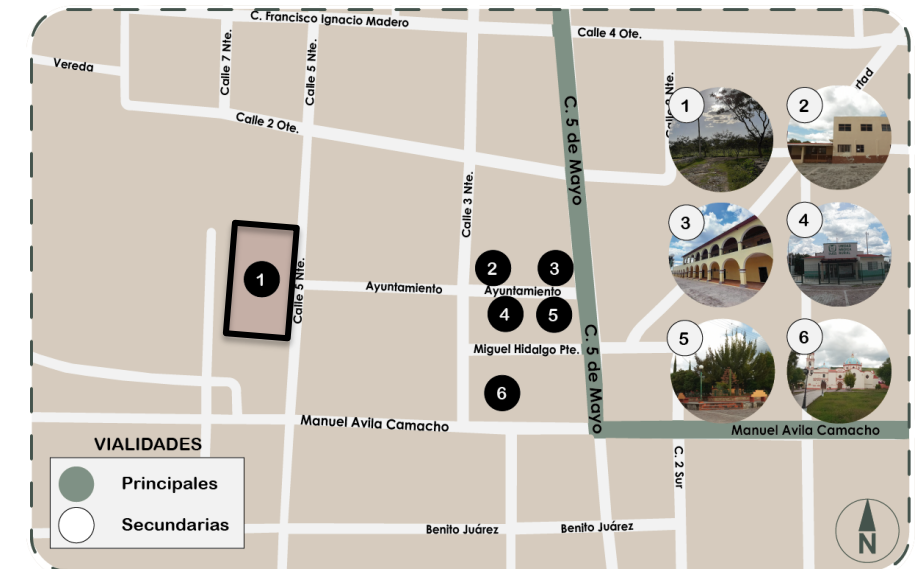 C. Francisco Ignacio Madero
Calle 4 Ote.
Vereda
Calle 7 Nte.
Calle 5 Nte.
Calle 2 Ote.
C. 5 de Mayo
Calle 3 Nte.
1
2
3
4
5
6
1
2
3
4
5
6
Calle 5 Nte.
Ayuntamiento
Ayuntamiento
Miguel Hidalgo Pte.
C. 5 de Mayo
Manuel Avila Camacho
Manuel Avila Camacho
C. 2 Sur
Benito Juárez
Benito Juárez
VIALIDADES
Principales
Secundarias
N